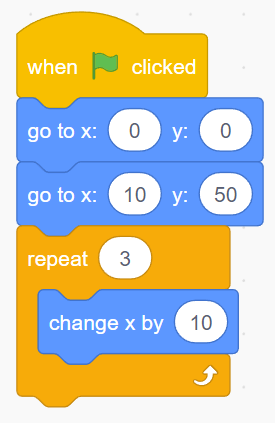 when clicked
go to x: 0 y: 0
go to x: 10 y: 50
repeat 3
change x by 10